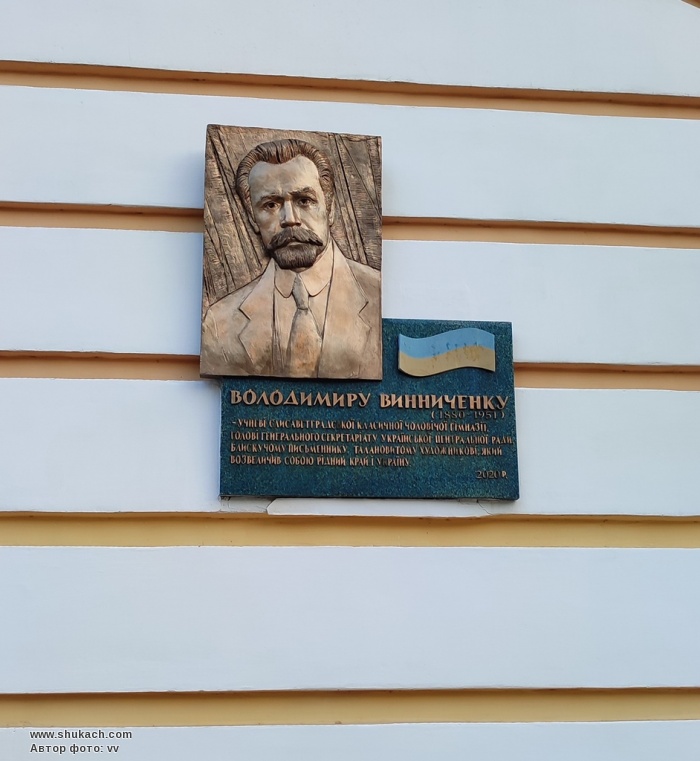 ВОЛОДИМИРУ ВИННИЧЕНКУ
(1880-1951)
-УЧНЕВІ ЄЛИСАВЕТГРАДСЬКОЇ КЛАСИЧНОЇ ЧОЛОВІЧОЇ ГІМНАЗІЇ,
ГОЛОВІ ГЕНЕРАЛЬНОГО СЕКРЕТАРІАТУ УКРАЇНСЬКОЇ ЦЕНТРАЛЬНОЇ РАДИ,
БЛИСКУЧОМУ ПИСЬМЕННИКУ, ТАЛАНОВИТОМУ ХУДОЖНИКОВІ, ЯКИЙ
ВОЗВЕЛИЧИВ СОБОЮ РІДНИЙ КРАЙ І УКРАЇНУ
2020 Р.
www.shukach.com
Автор фото: vv